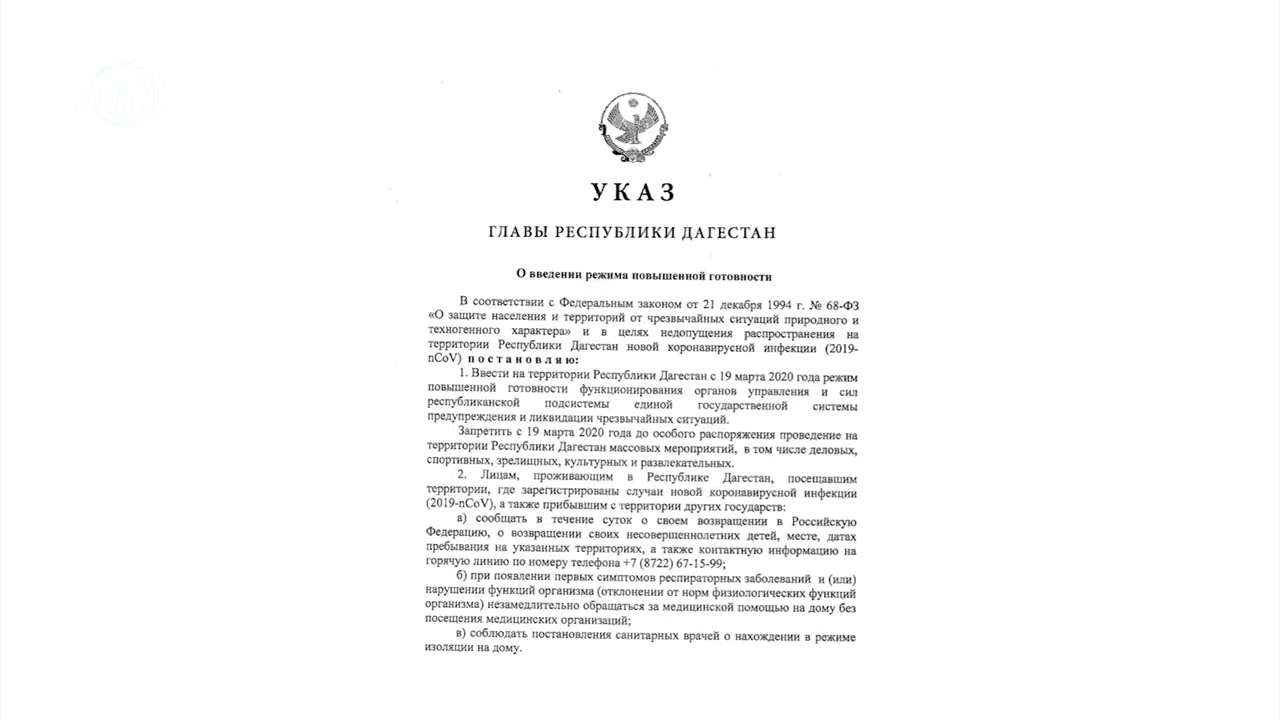 УКАЗ
ГЛАВЫ РЕСПУБЛИКИ ДАГЕСТАН
О введении режима повышенной готовности
В соответствии с Федеральным законом от 21 декабря 1994 г. № 68-ФЗ
«О защите населения и территорий от чрезвычайных ситуаций природного и
техногенного характера» и в целях недопущения распространения на
территории Республики Дагестан новой коронавирусной инфекции (2019-
nCoV) п о с т а н о в л я ю:
1. Ввести на территории Республики Дагестан с 19 марта 2020 года режим
повышенной готовности функционирования органов управления и сил
республиканской подсистемы единой государственной системы
предупреждения и ликвидации чрезвычайных ситуаций.
Запретить с 19 марта 2020 года до особого распоряжения проведение на
территории Республики Дагестан массовых мероприятий, в том числе деловых,
спортивных, зрелищных, культурных и развлекательных.
2. Лицам, проживающим в Республике Дагестан, посещавшим
территории, где зарегистрированы случаи новой коронавирусной инфекции
(2019-nCoV), а также прибывшим с территории других государств:
а) сообщать в течение суток о своем возвращении в Российскую
Федерацию, о возвращении своих несовершеннолетних детей, месте, датах
пребывания на указанных территориях, а также контактную информацию на
горячую линию по номеру телефона +7 (8722) 67-15-99;
б) при появлении первых симптомов респираторных заболеваний и (или)
нарушении функций организма (отклонении от норм физиологических функций
организма) незамедлительно обращаться за медицинской помощью на дому без
посещения медицинских организаций;
в) соблюдать постановления санитарных врачей о нахождении в режиме
изоляции на дому.